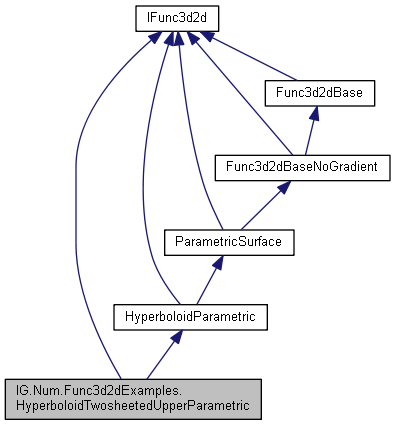 IFunc3d2d
Func3d2dBase
Func3d2dBaseNoGradient
ParametricSurface
HyperboloidParametric
IG.Num.Func3d2dExamples.
HyperboloidTwosheetedUpperParametric